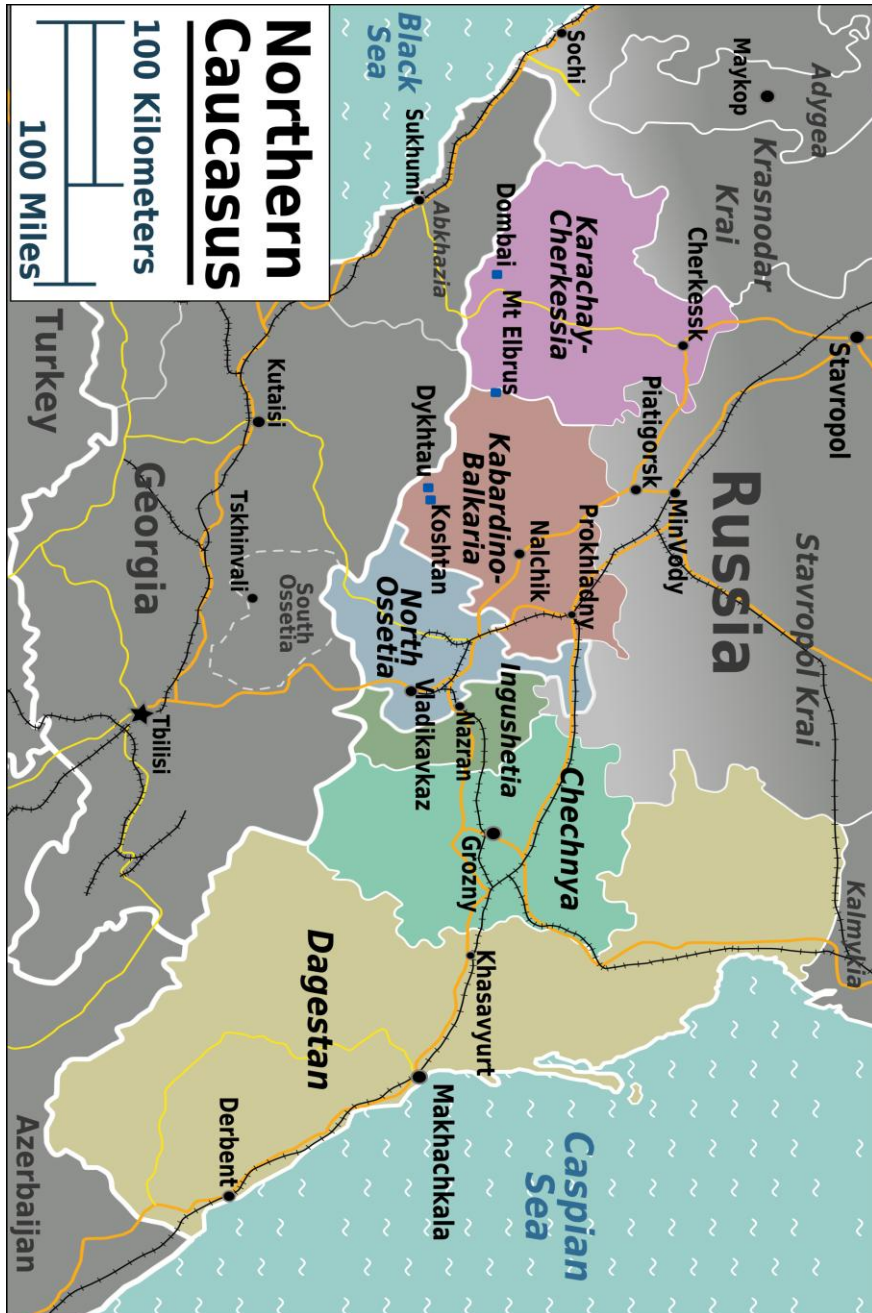 Adygea
Maykop
Krasnodar
Krai
Sochi
Black
Sea
Sukhumi
Abkhazia
Northern
Caucasus
100 Kilometers
100 Miles
Stavropol
Cherkessk
Karachay-
Cherkessia
Dombai
Mt Elbrus
Russia
Stavropol Krai
MinVody
Piatigorsk
Prokhladny
Nalchik
Kabardino-
Balkaria
Dykhtau
Koshtan
Kutaisi
Turkey
Georgia
Tskhinvali
South
Ossetia
North
Ossetia
Vladikavkaz
Ingushetia
Nazran
Tbilisi
Chechnya
Grozny
Kalmykia
Khasavyurt
Dagestan
Makhachkala
Caspian
Sea
Derbent
Azerbaijan